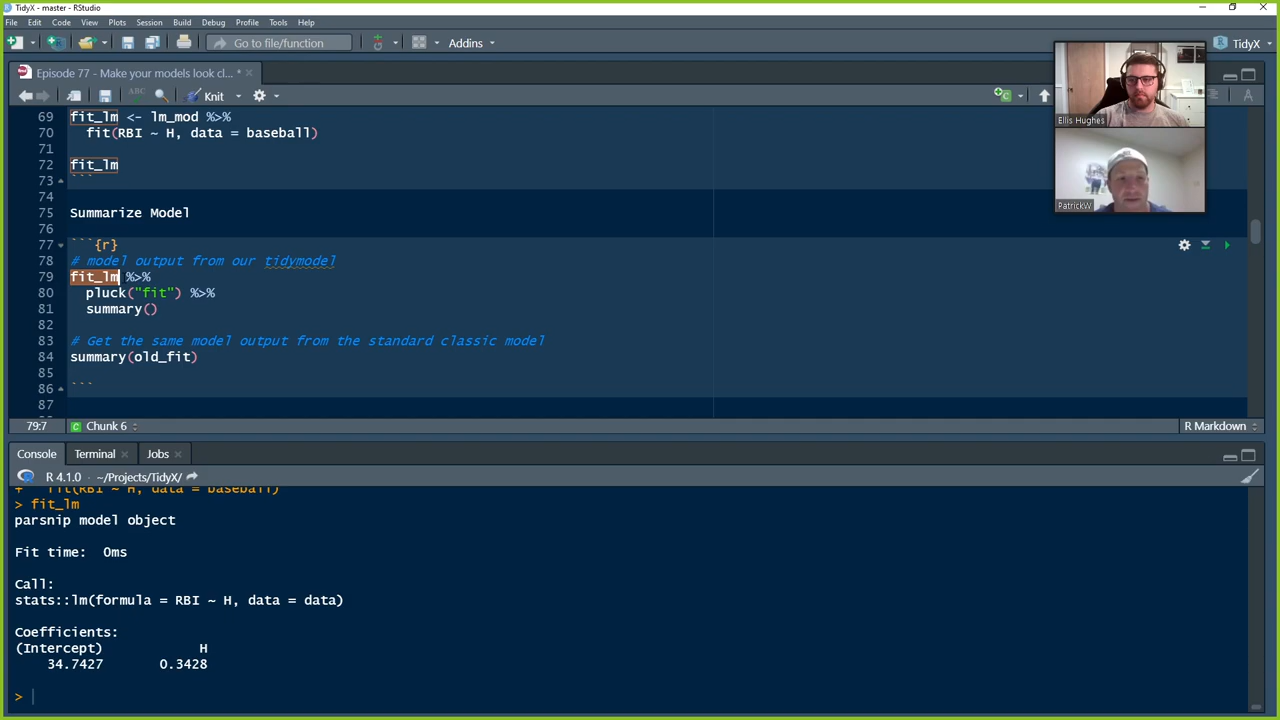 TidyX - master - RStudio
File Edit Code View Plots Session Build Debug Profile Tools Help
Go to file/function Addins TidyX
Episode 77 - Make your models look cl... *
Knit
69 fit_lm <- lm_mod %>%
70 fit(RBI ~ H, data = baseball)
71
72 fit_lm
73 ```
74
75 Summarize Model
76
77 ```{r}
78 # model output from our tidymodel
79 fit_lm %>%
80 pluck("fit") %>%
81 summary()
82
83 # Get the same model output from the standard classic model
84 summary(old_fit)
85
86 ```
87
79:7 Chunk 6 R Markdown
Console Terminal Jobs
R 4.1.0 · ~/Projects/TidyX/
+ fit(RBI ~ H, data = baseball)
> fit_lm
parsnip model object
Fit time: 0ms
Call:
stats::lm(formula = RBI ~ H, data = data)
Coefficients:
(Intercept) H
34.7427 0.3428
>
Ellis Hughes
PatrickW